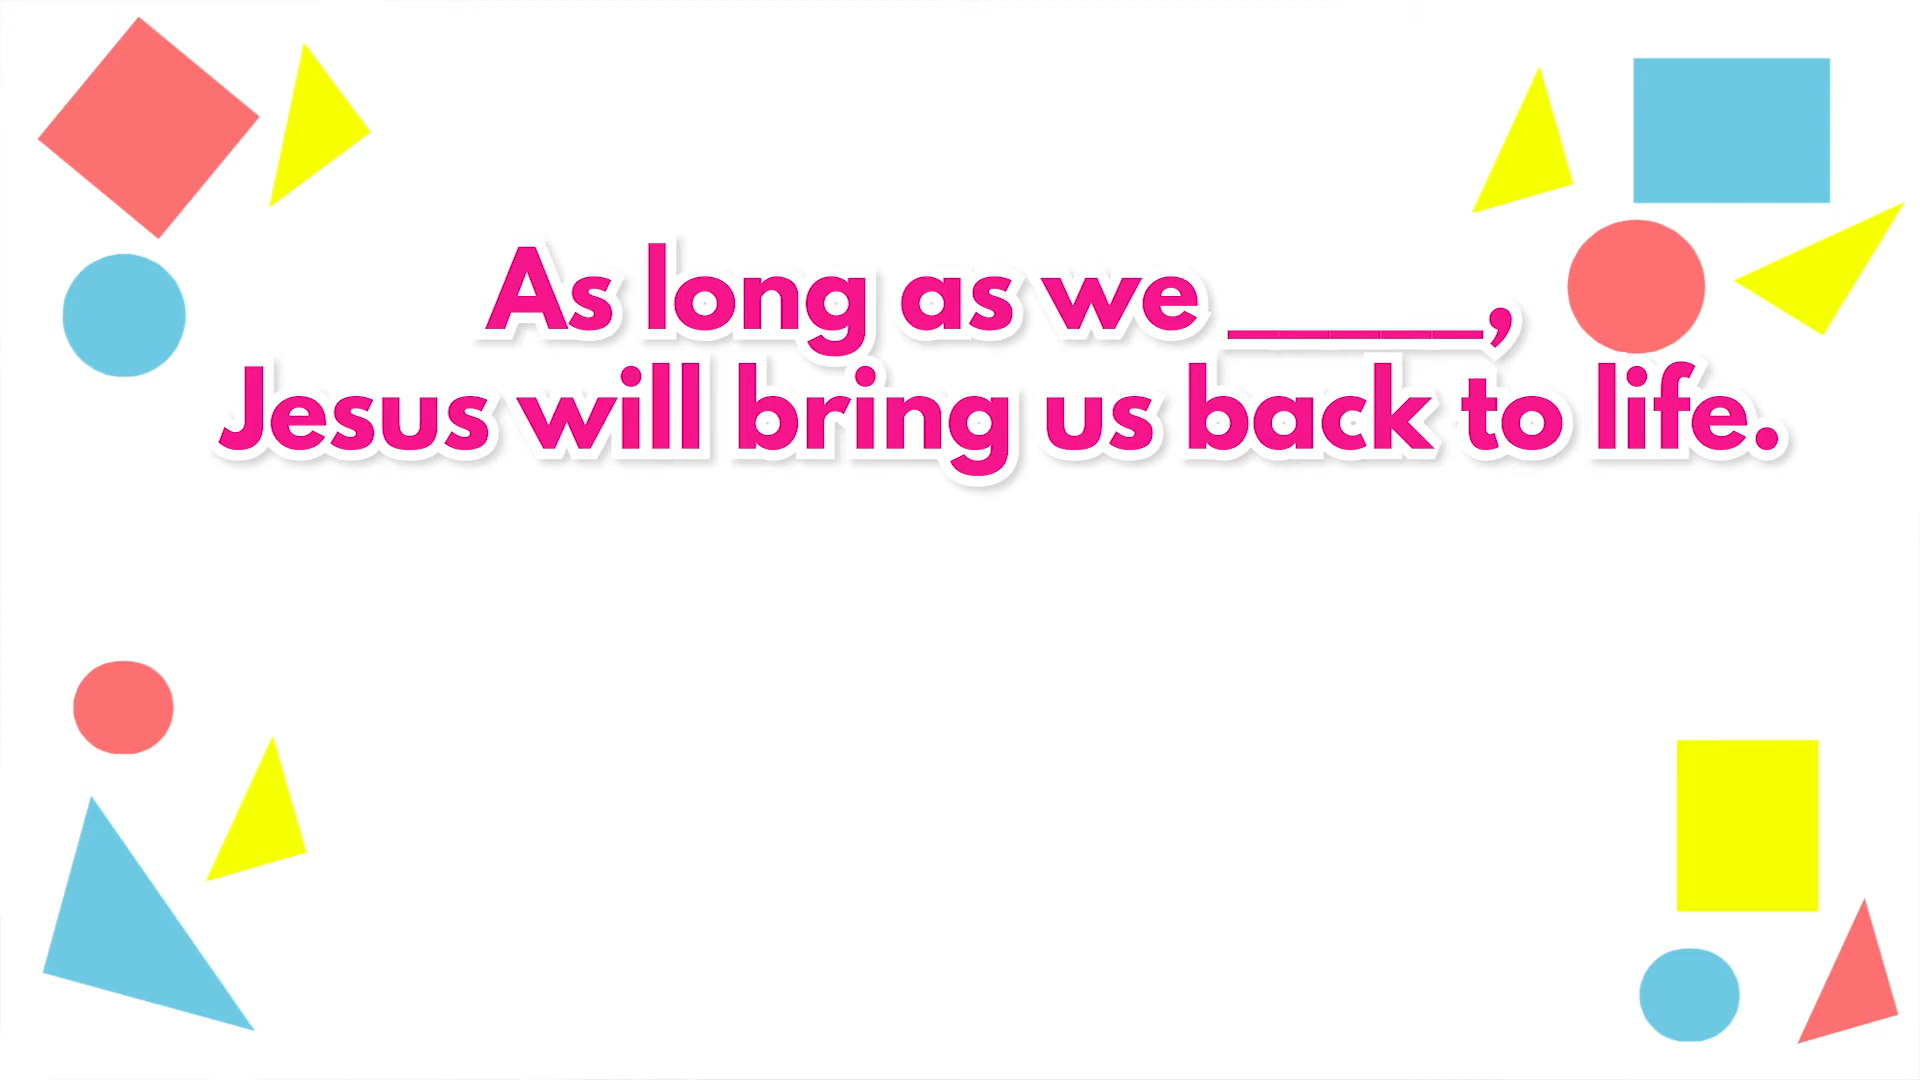 As long as we _____,
Jesus will bring us back to life.